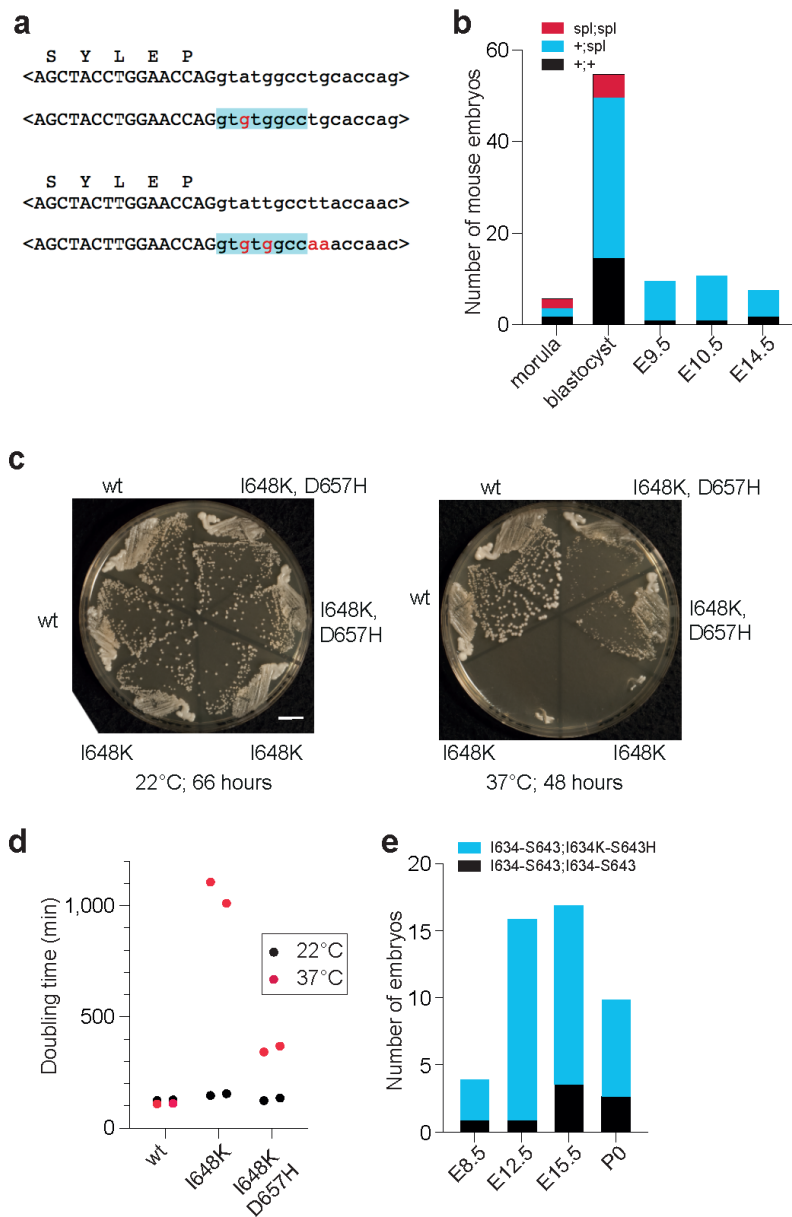 a
S Y L E P
<AGCTACCTGGAACCAGgtatggcctgcaccag>
<AGCTACCTGGAACCAGgtgtggcctgcaccag>
S Y L E P
<AGCTACTTGGAACCAGgtattgccttaccaac>
<AGCTACTTGGAACCAGgtgtggccaaaccaac>
b
spl;spl
+;spl
+;+
Number of mouse embryos
60
40
20
0
morula
blastocyst
E9.5
E10.5
E14.5
c
wt
I648K, D657H
wt
I648K,
D657H
I648K
I648K
22°C; 66 hours
wt
I648K, D657H
wt
I648K,
D657H
I648K
I648K
37°C; 48 hours
d
Doubling time (min)
1,000
500
0
22°C
37°C
wt
I648K
I648K
D657H
e
I634-S643;I634K-S643H
I634-S643;I634-S643
Number of embryos
20
15
10
5
0
E8.5
E12.5
E15.5
P0